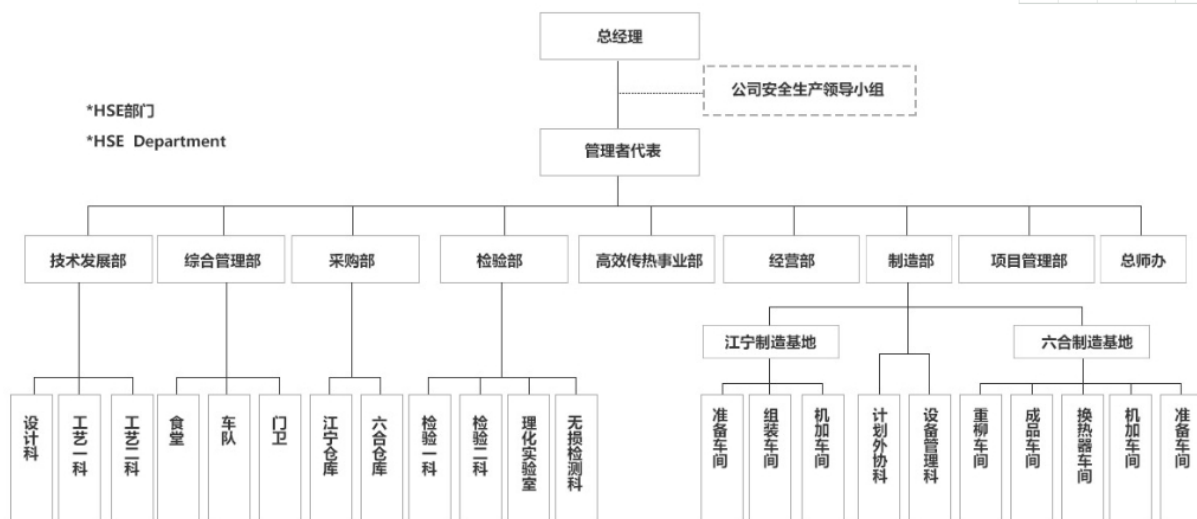 总经理
公司安全生产领导小组
*HSE部门
*HSE Department
管理者代表
技术发展部
综合管理部
采购部
检验部
高效传热事业部
经营部
制造部
项目管理部
总师办
江宁制造基地
六合制造基地
设计科
工艺一科
工艺二科
食堂
车队
门卫
江宁仓库
六合仓库
检验一科
检验二科
理化实验室
无损检测科
准备车间
组装车间
机加车间
计划外协科
设备管理科
重柳车间
成品车间
换热器车间
机加车间
准备车间